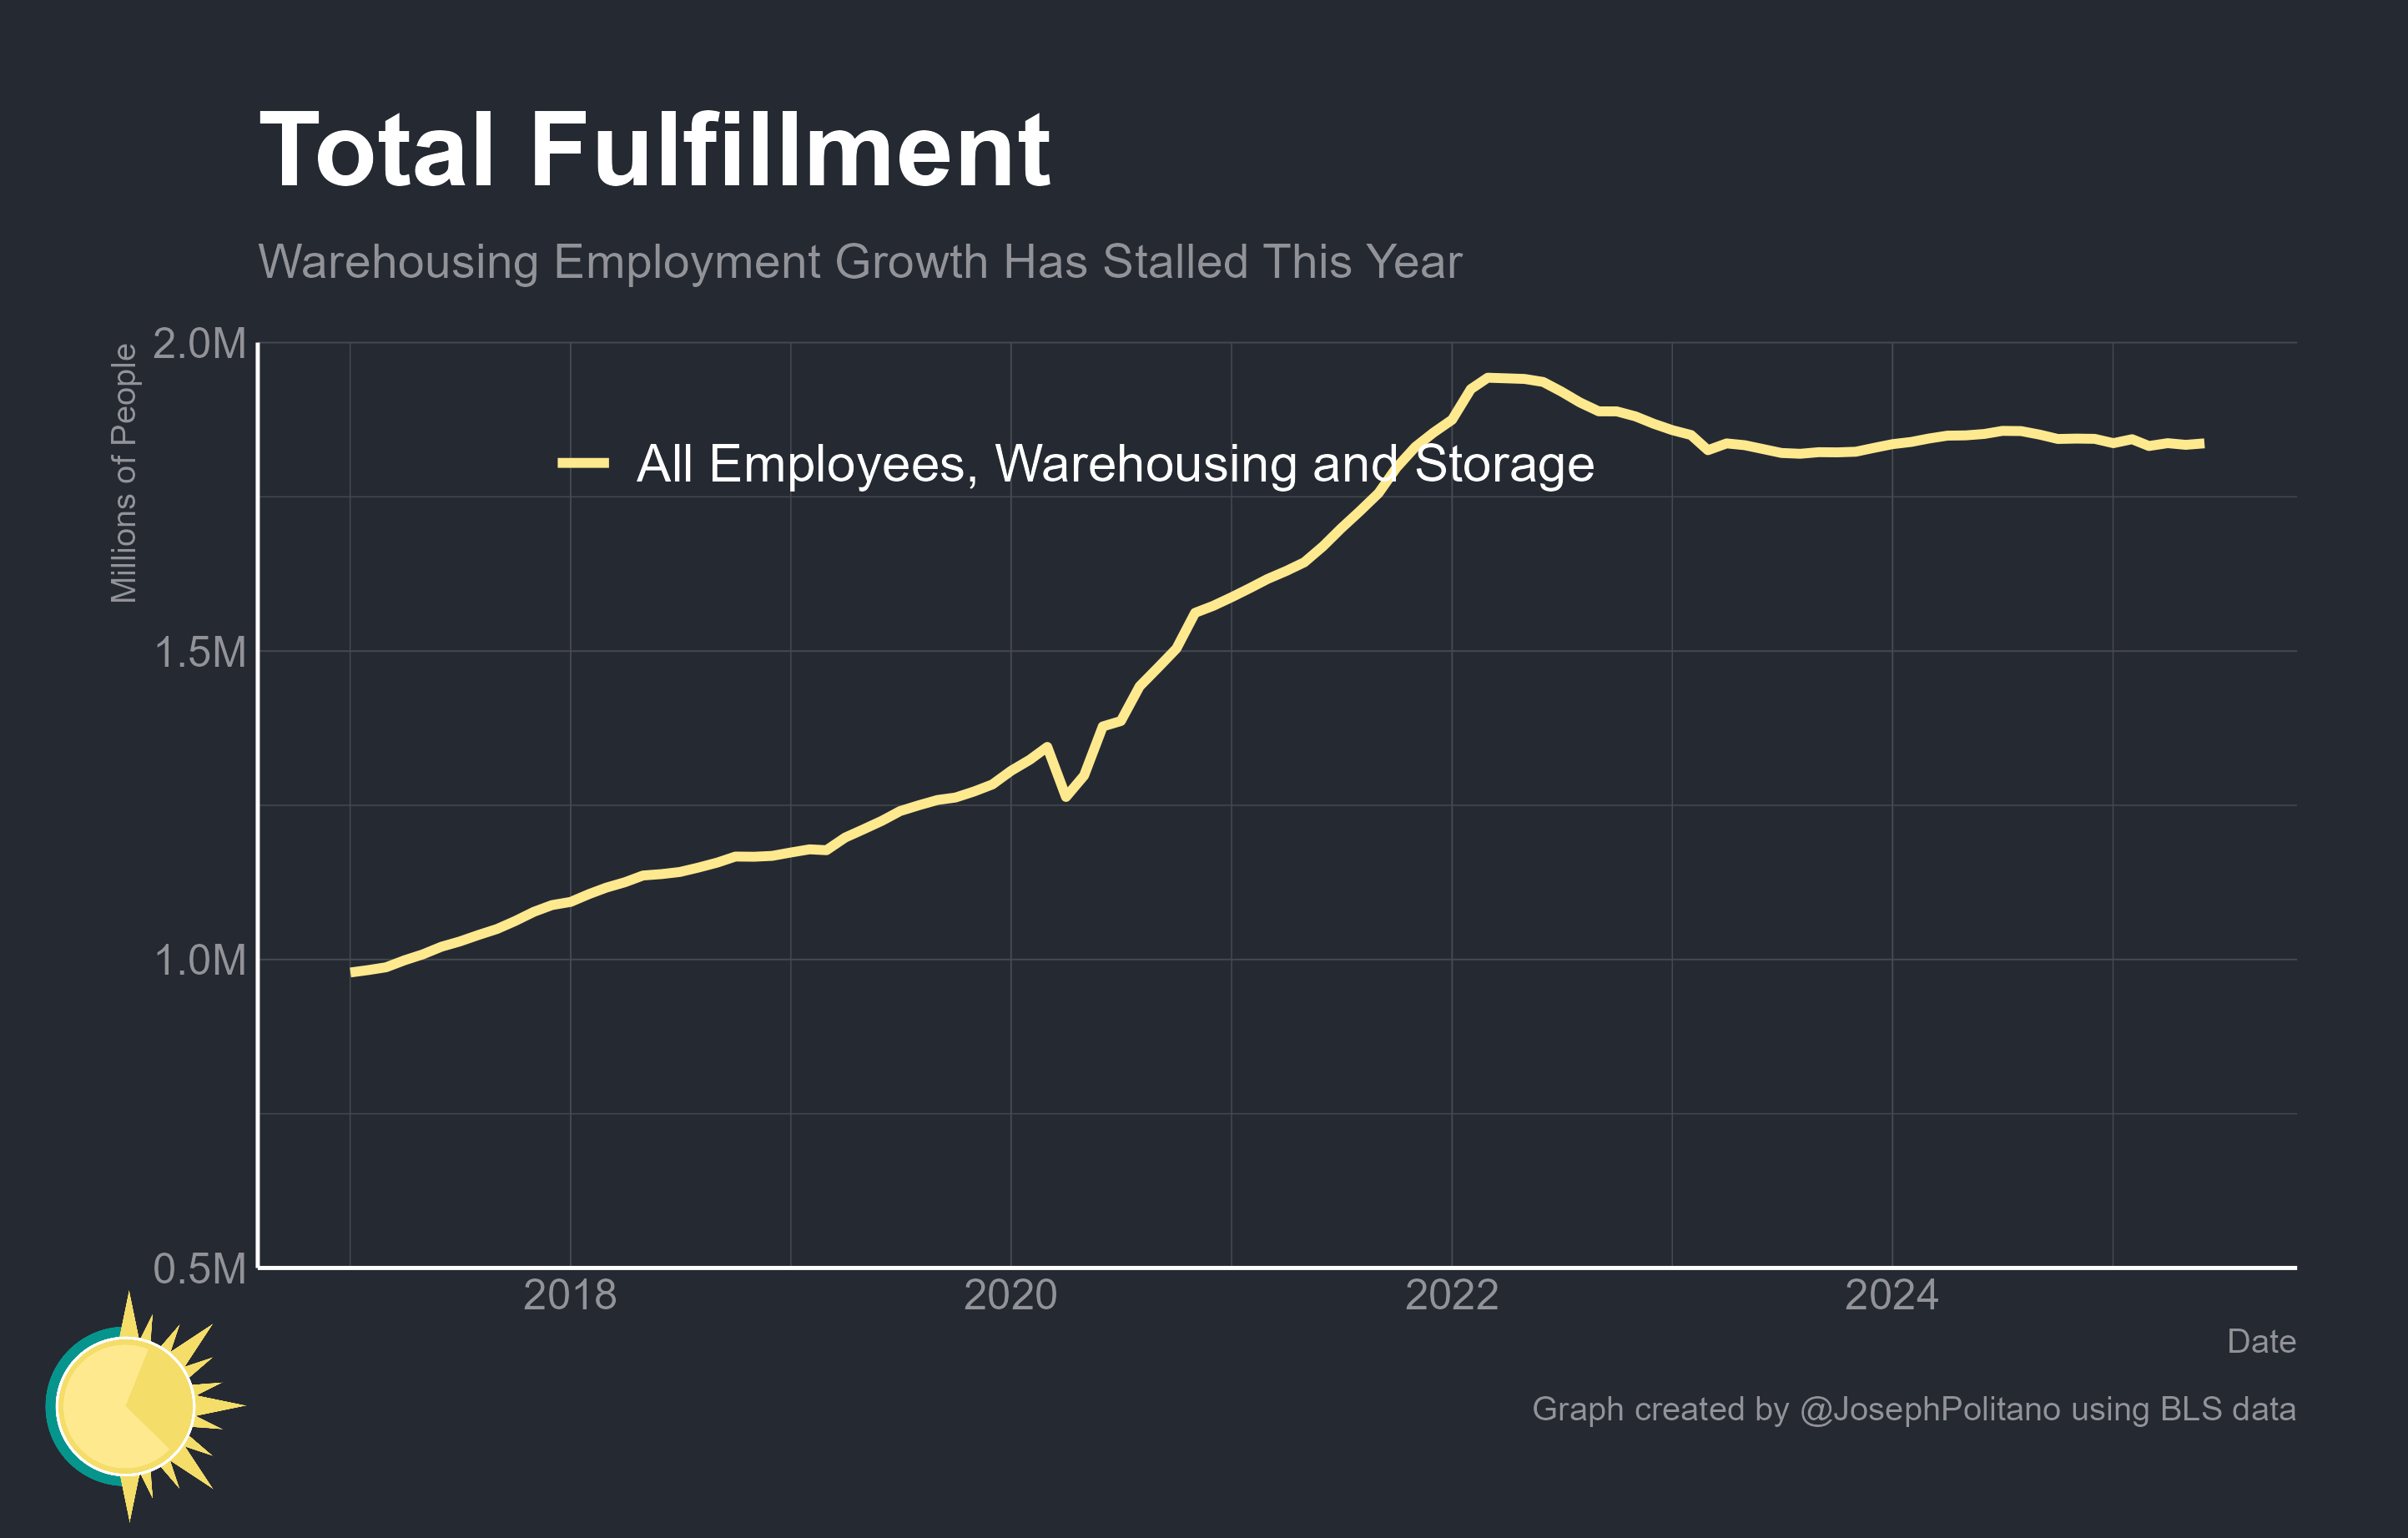 Total Fulfillment
Warehousing Employment Growth Has Stalled This Year
Millions of People
2.0M
1.5M
1.0M
0.5M
All Employees, Warehousing and Storage
2018
2020
2022
2024
Date
Graph created by @JosephPolitano using BLS data